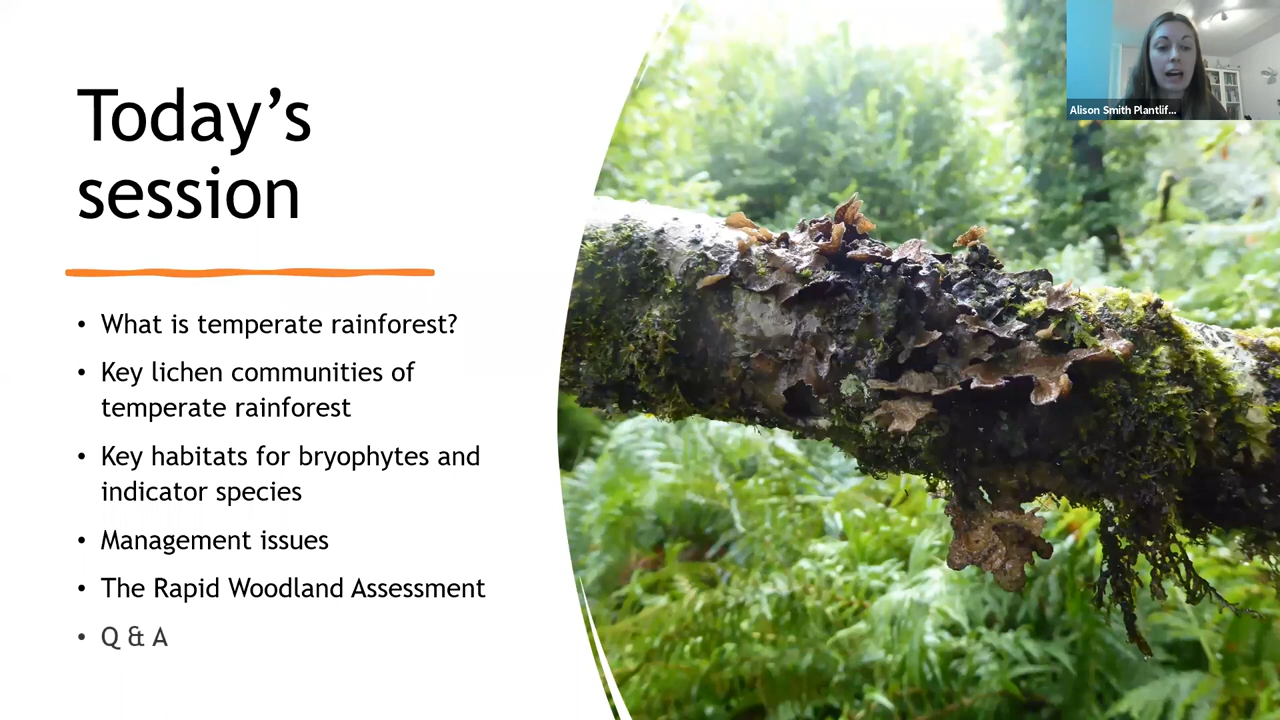 Today’s
session
• What is temperate rainforest?
• Key lichen communities of
temperate rainforest
• Key habitats for bryophytes and
indicator species
• Management issues
• The Rapid Woodland Assessment
• Q & A
Alison Smith Plantlif...